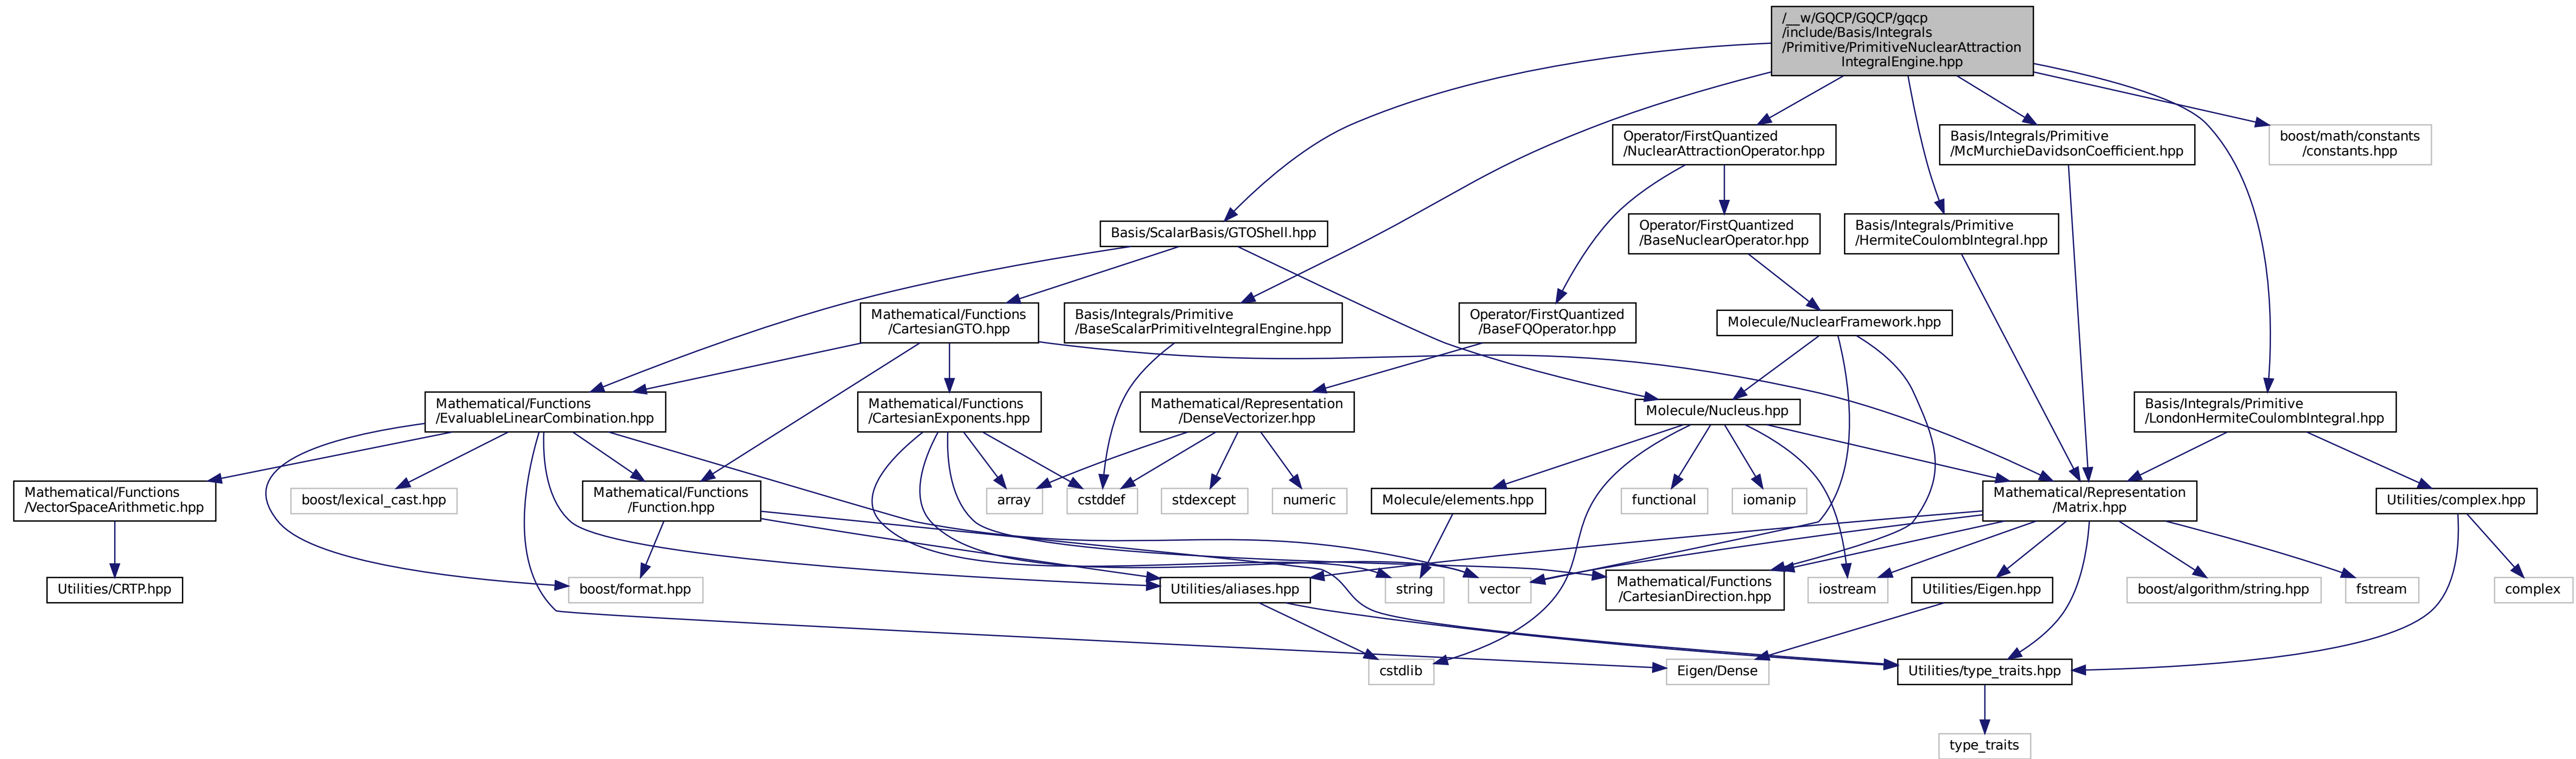 /__w/GQCP/GQCP/gqcp
/include/Basis/Integrals
/Primitive/PrimitiveNuclearAttraction
IntegralEngine.hpp
Operator/FirstQuantized
/NuclearAttractionOperator.hpp
Basis/Integrals/Primitive
/McMurchieDavidsonCoefficient.hpp
boost/math/constants
/constants.hpp
Basis/ScalarBasis/GTOShell.hpp
Operator/FirstQuantized
/BaseNuclearOperator.hpp
Basis/Integrals/Primitive
/HermiteCoulombIntegral.hpp
Mathematical/Functions
/CartesianGTO.hpp
Basis/Integrals/Primitive
/BaseScalarPrimitiveIntegralEngine.hpp
Operator/FirstQuantized
/BaseFQOperator.hpp
Molecule/NuclearFramework.hpp
Mathematical/Functions
/EvaluableLinearCombination.hpp
Mathematical/Functions
/CartesianExponents.hpp
Mathematical/Representation
/DenseVectorizer.hpp
Molecule/Nucleus.hpp
Basis/Integrals/Primitive
/LondonHermiteCoulombIntegral.hpp
Mathematical/Functions
/VectorSpaceArithmetic.hpp
boost/lexical_cast.hpp
Mathematical/Functions
/Function.hpp
array
cstddef
stdexcept
numeric
Molecule/elements.hpp
functional
iomanip
Mathematical/Representation
/Matrix.hpp
Utilities/complex.hpp
Utilities/CRTP.hpp
boost/format.hpp
Utilities/aliases.hpp
string
vector
Mathematical/Functions
/CartesianDirection.hpp
iostream
Utilities/Eigen.hpp
boost/algorithm/string.hpp
fstream
complex
cstdlib
Eigen/Dense
Utilities/type_traits.hpp
type_traits